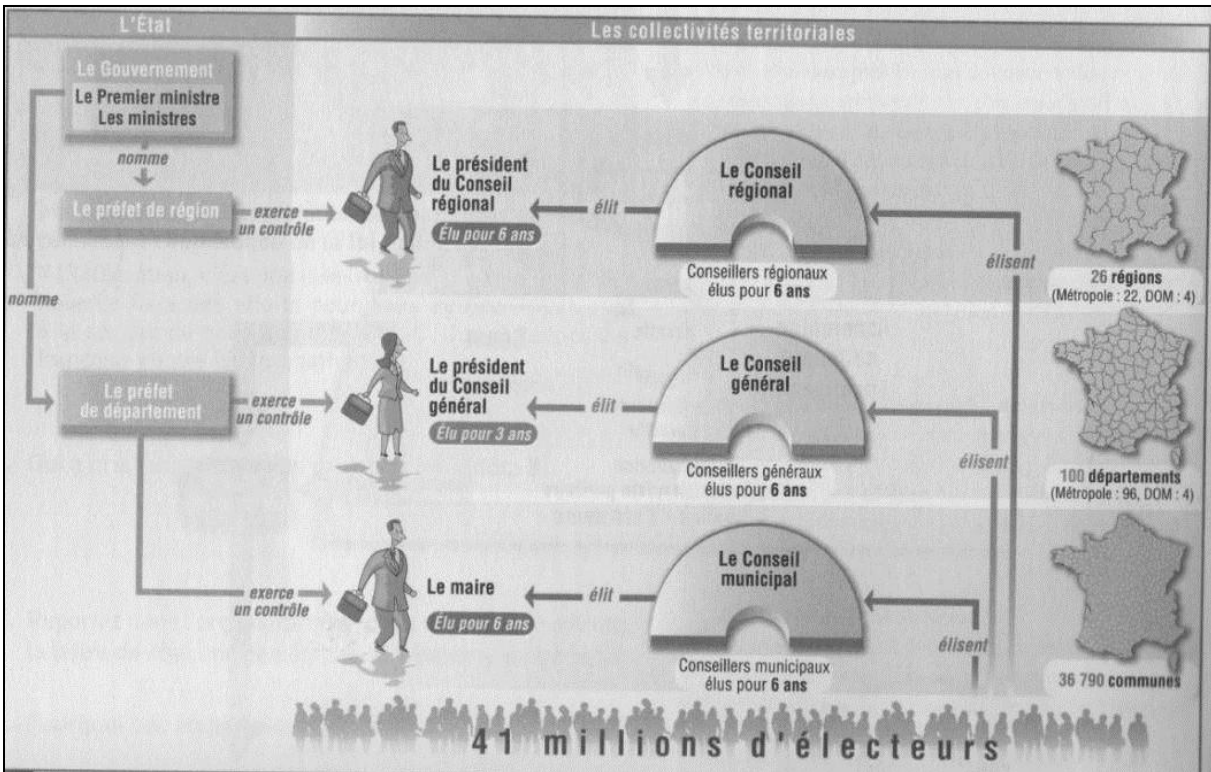 L'État
Les collectivités territoriales
Le Gouvernement
Le Premier ministre
Les ministres
nomme
nomme
Le préfet de région
exerce
un contrôle
Le président
du Conseil
régional
Élu pour 6 ans
élit
Le Conseil
régional
Conseillers régionaux
élus pour 6 ans
élisent
26 régions
(Métropole : 22, DOM : 4)
Le préfet
de département
exerce
un contrôle
Le président
du Conseil
général
Élu pour 3 ans
élit
Le Conseil
général
Conseillers généraux
élus pour 6 ans
élisent
100 départements
(Métropole : 96, DOM : 4)
exerce
un contrôle
Le maire
Élu pour 6 ans
élit
Le Conseil
municipal
Conseillers municipaux
élus pour 6 ans
élisent
36 790 communes
41 millions d'électeurs